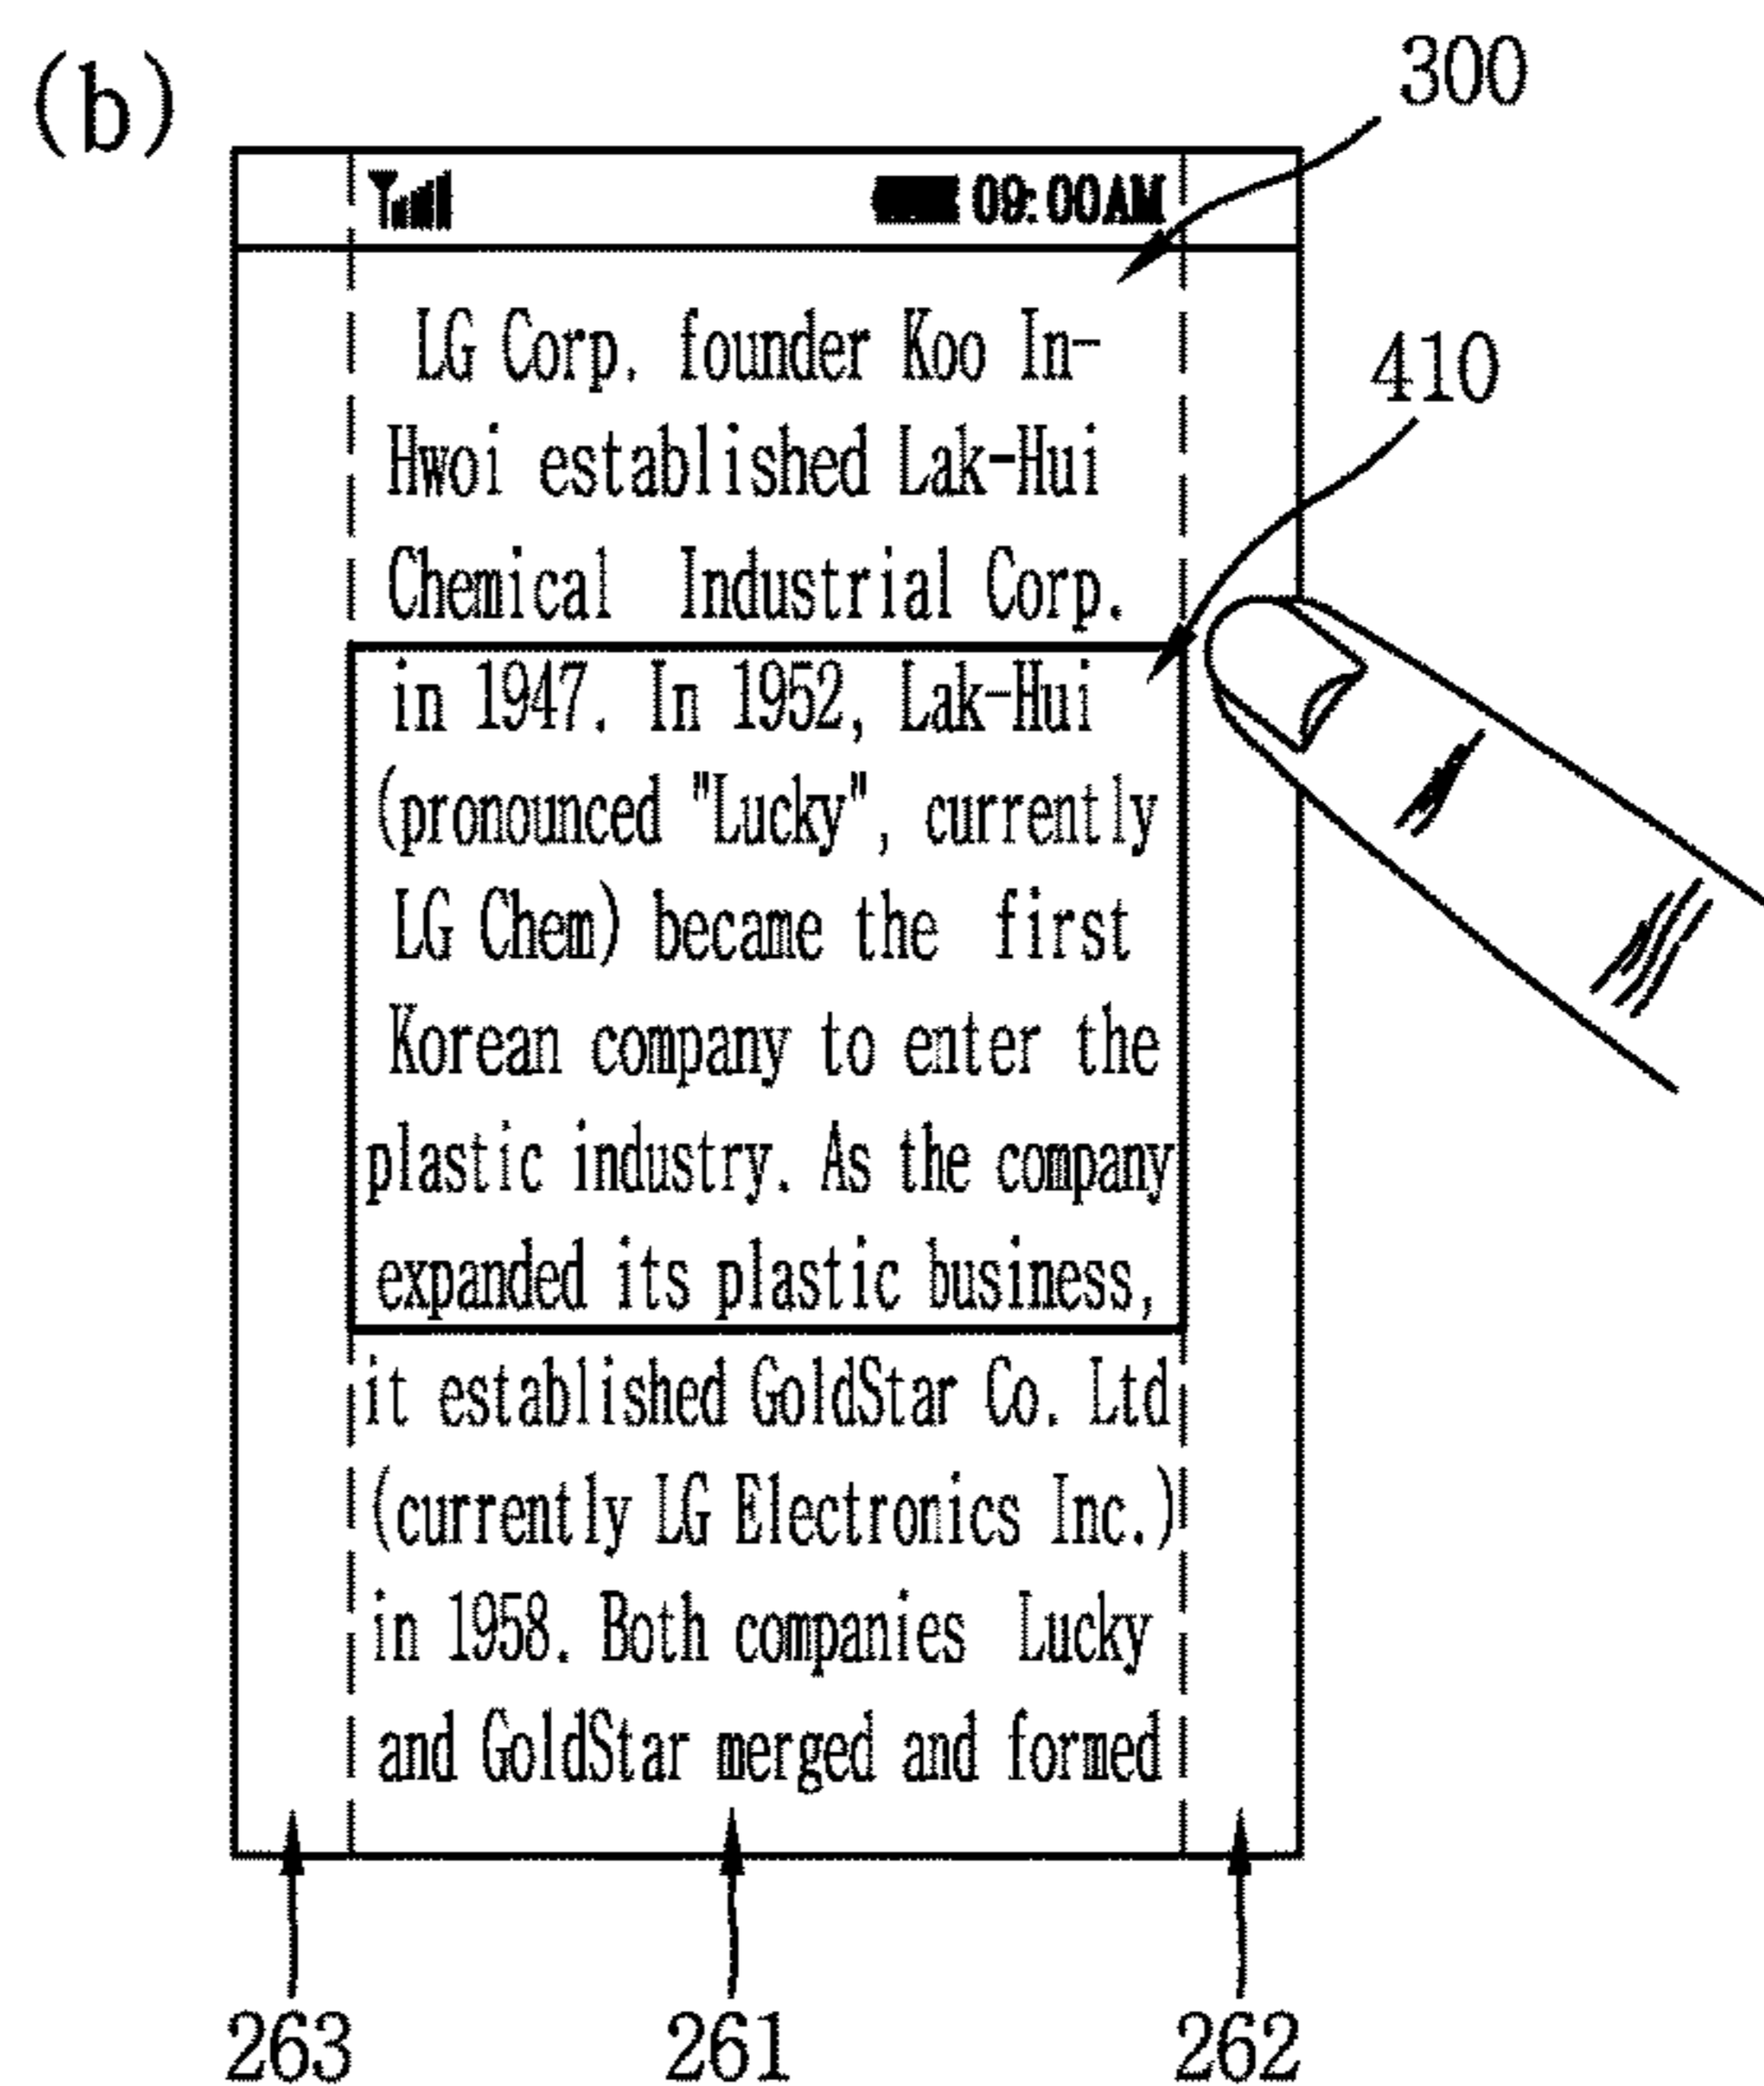 (b)
300
09:00AM
LG Corp. founder Koo In-
410
Hwoi established Lak-Hui
Chemical Industrial Corp.
in 1947. In 1952, Lak-Hui
(pronounced "Lucky", currently
LG Chem) became the first
Korean company to enter the
plastic industry. As the company
expanded its plastic business,
it established GoldStar Co. Ltd
(currently LG Electronics Inc.)
in 1958. Both companies Lucky
and GoldStar merged and formed
263 261 262